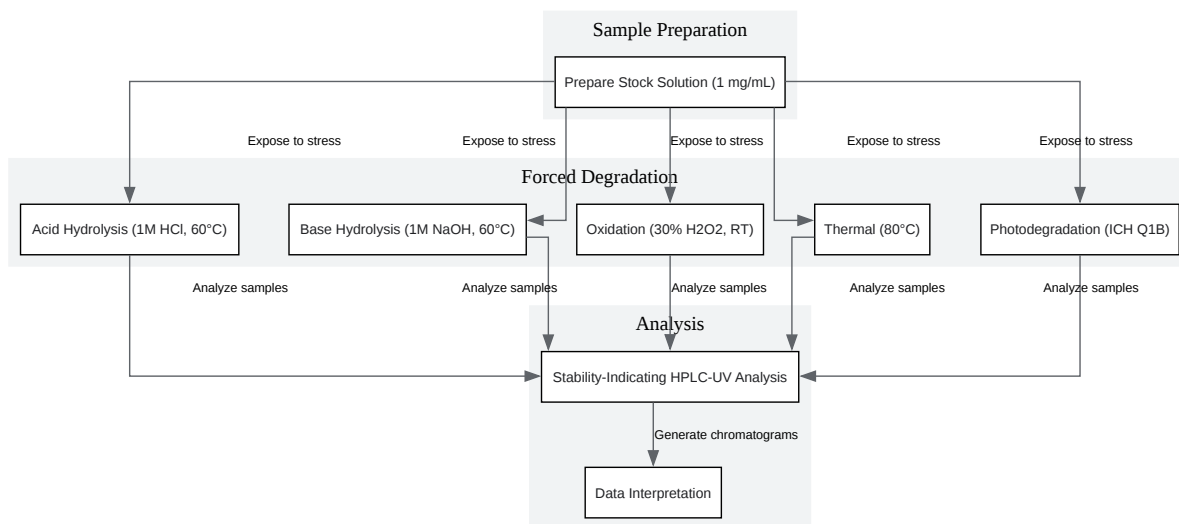 Sample Preparation
Prepare Stock Solution (1 mg/mL)
Expose to stress
Expose to stress
Expose to stress
Expose to stress
Expose to stress
Forced Degradation
Acid Hydrolysis (1M HCl, 60°C)
Base Hydrolysis (1M NaOH, 60°C)
Oxidation (30% H2O2, RT)
Thermal (80°C)
Photodegradation (ICH Q1B)
Analyze samples
Analyze samples
Analyze samples
Analyze samples
Analyze samples
Analysis
Stability-Indicating HPLC-UV Analysis
Generate chromatograms
Data Interpretation